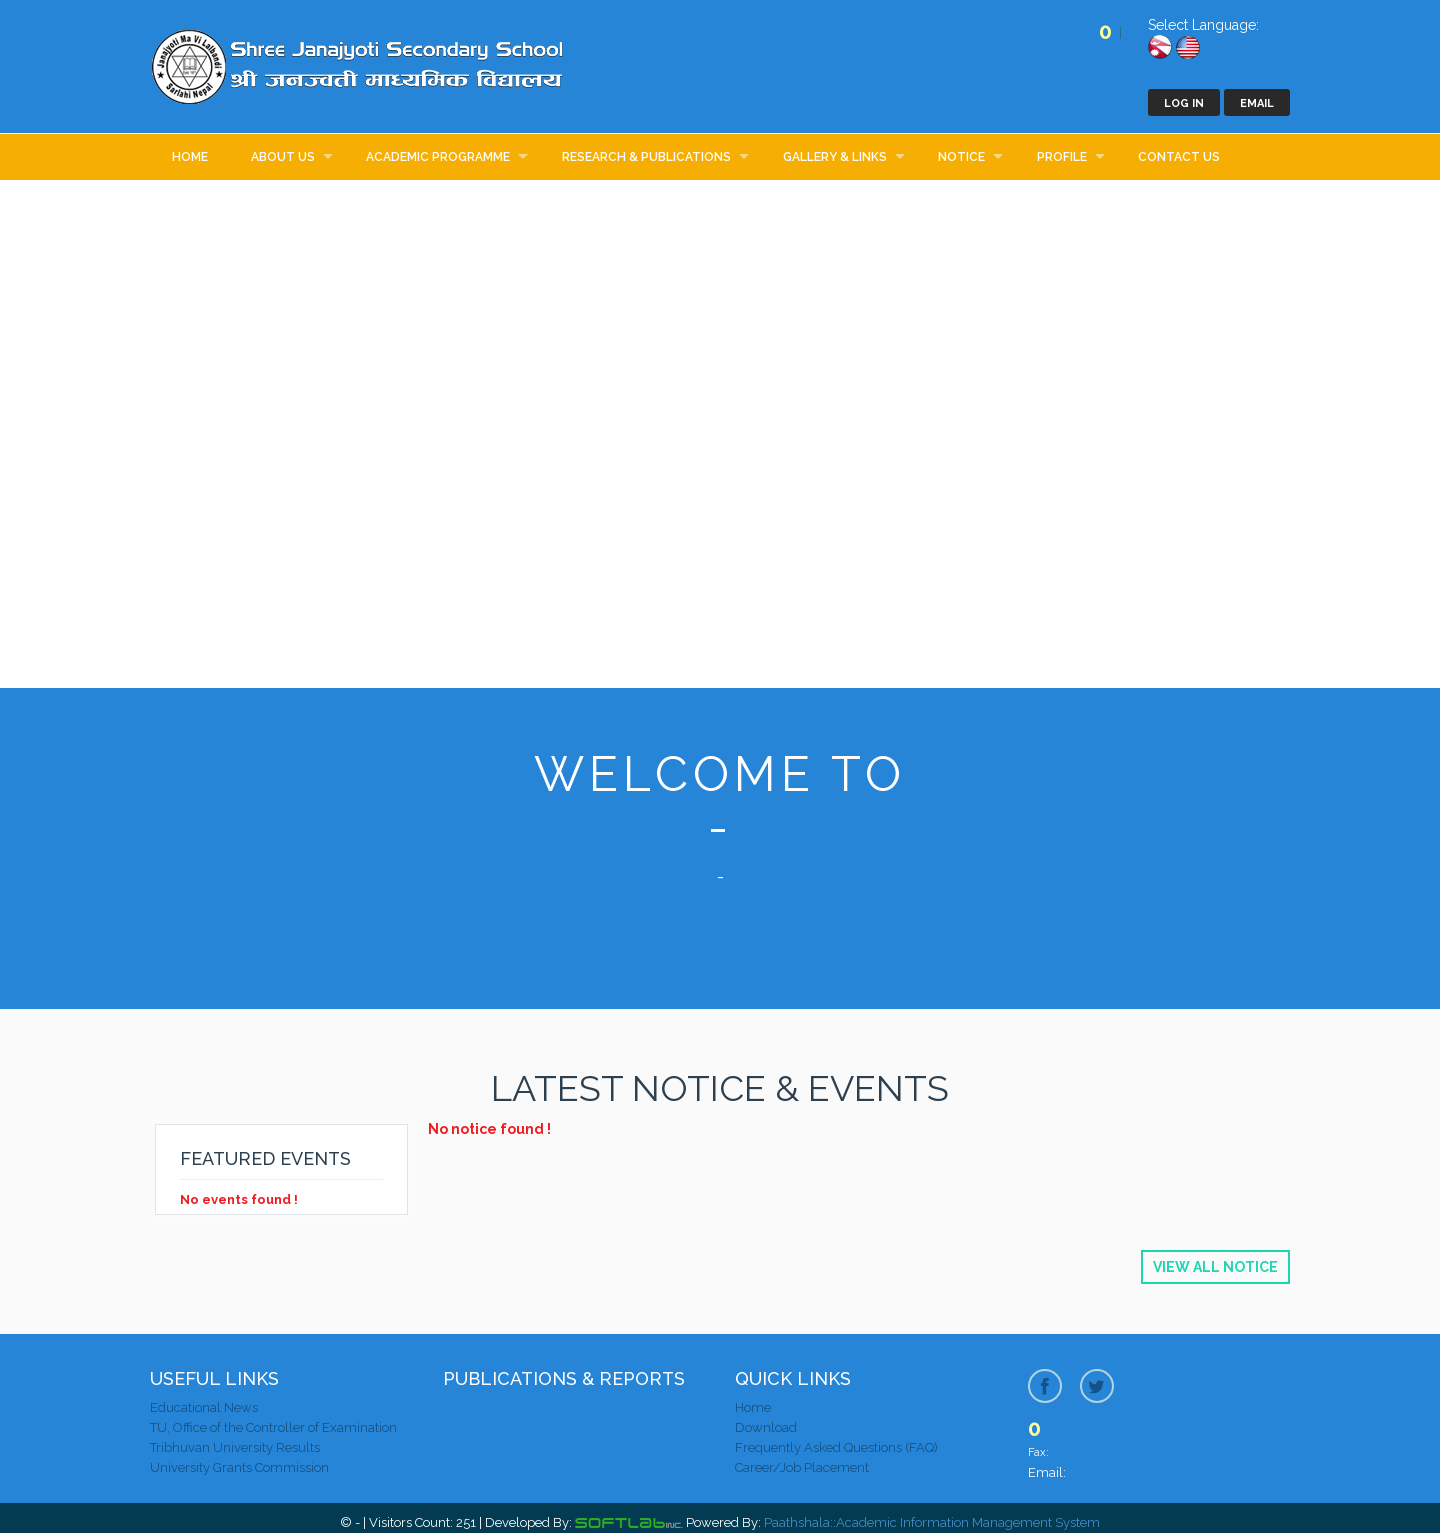 Janajyoti Ma Vi Lalbandi
Sarlahi Nepal
Shree Janajyoti Secondary School
श्री जनज्वती माध्यमिक विद्यालय
0 |
Select Language:
LOG IN EMAIL
HOME ABOUT US ACADEMIC PROGRAMME RESEARCH & PUBLICATIONS GALLERY & LINKS NOTICE PROFILE CONTACT US
WELCOME TO
-
-
LATEST NOTICE & EVENTS
FEATURED EVENTS
No events found !
No notice found !
VIEW ALL NOTICE
USEFUL LINKS
Educational News
TU, Office of the Controller of Examination
Tribhuvan University Results
University Grants Commission
PUBLICATIONS & REPORTS
QUICK LINKS
Home
Download
Frequently Asked Questions (FAQ)
Career/Job Placement
0
Fax:
Email:
© - | Visitors Count: 251 | Developed By: SOFTLab INC. Powered By: Paathshala::Academic Information Management System